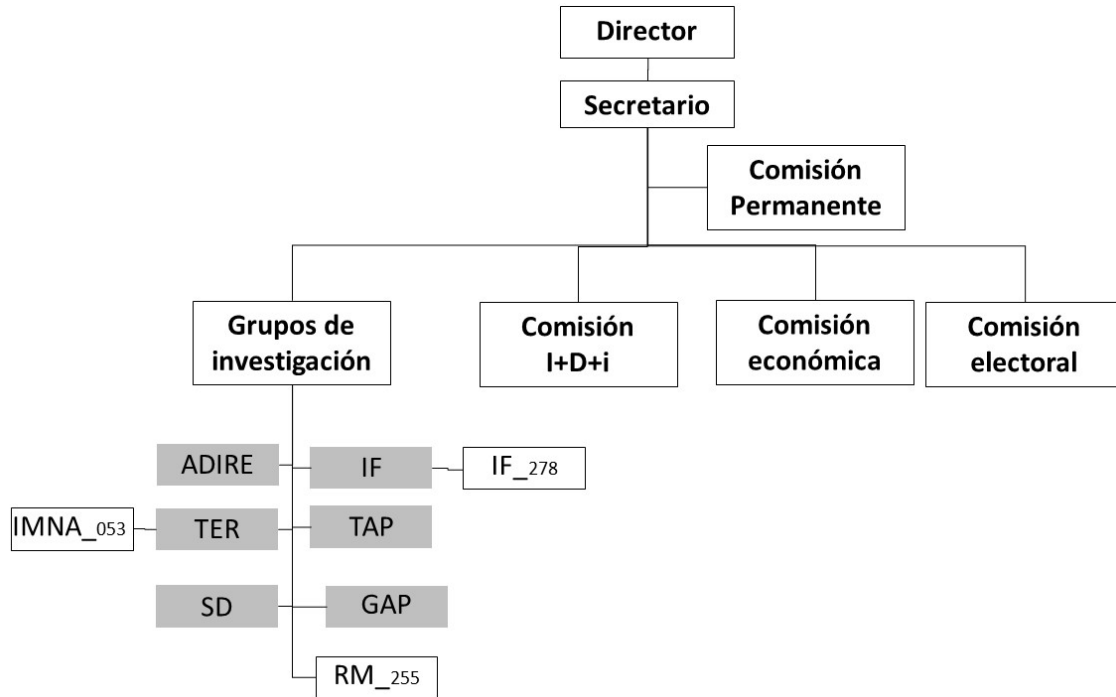 Director
Secretario
Comisión
Permanente
Grupos de
investigación
Comisión
I+D+i
Comisión
económica
Comisión
electoral
ADIRE
IF
IF_278
IMNA_053
TER
TAP
SD
GAP
RM_255